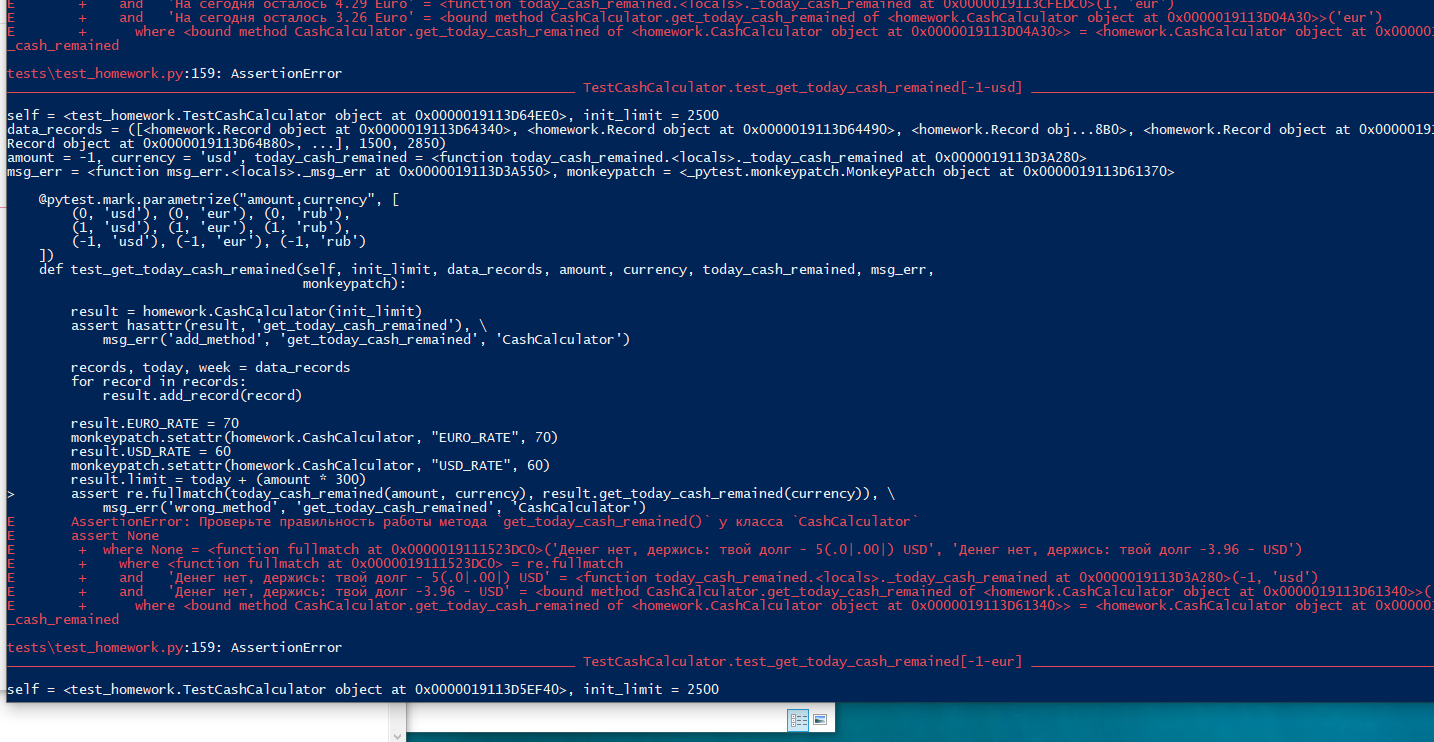 E        +    and   'На сегодня осталось 4.29 Euro' = <function today_cash_remained.<locals>._today_cash_remained at 0x0000019113CFEDC0>(1, 'eur')
E        +    and   'На сегодня осталось 3.26 Euro' = <bound method CashCalculator.get_today_cash_remained of <homework.CashCalculator object at 0x0000019113D04A30>>('eur')
E        +      where <bound method CashCalculator.get_today_cash_remained of <homework.CashCalculator object at 0x0000019113D04A30>> = <homework.CashCalculator object at 0x00000
_cash_remained
tests\test_homework.py:159: AssertionError
TestCashCalculator.test_get_today_cash_remained[-1-usd]
self = <test_homework.TestCashCalculator object at 0x0000019113D64EE0>, init_limit = 2500
data_records = ([<homework.Record object at 0x0000019113D64340>, <homework.Record object at 0x0000019113D64490>, <homework.Record obj...8B0>, <homework.Record object at 0x00000191
Record object at 0x0000019113D64B80>, ...], 1500, 2850)
amount = -1, currency = 'usd', today_cash_remained = <function today_cash_remained.<locals>._today_cash_remained at 0x0000019113D3A280>
msg_err = <function msg_err.<locals>._msg_err at 0x0000019113D3A550>, monkeypatch = <_pytest.monkeypatch.MonkeyPatch object at 0x0000019113D61370>
    @pytest.mark.parametrize("amount,currency", [
        (0, 'usd'), (0, 'eur'), (0, 'rub'),
        (1, 'usd'), (1, 'eur'), (1, 'rub'),
        (-1, 'usd'), (-1, 'eur'), (-1, 'rub')
    ])
    def test_get_today_cash_remained(self, init_limit, data_records, amount, currency, today_cash_remained, msg_err,
                                     monkeypatch):
        result = homework.CashCalculator(init_limit)
        assert hasattr(result, 'get_today_cash_remained'), \
            msg_err('add_method', 'get_today_cash_remained', 'CashCalculator')
        records, today, week = data_records
        for record in records:
            result.add_record(record)
        result.EURO_RATE = 70
        monkeypatch.setattr(homework.CashCalculator, "EURO_RATE", 70)
        result.USD_RATE = 60
        monkeypatch.setattr(homework.CashCalculator, "USD_RATE", 60)
        result.limit = today + (amount * 300)
>       assert re.fullmatch(today_cash_remained(amount, currency), result.get_today_cash_remained(currency)), \
            msg_err('wrong_method', 'get_today_cash_remained', 'CashCalculator')
E       AssertionError: Проверьте правильность работы метода `get_today_cash_remained()` у класса `CashCalculator`
E       assert None
E        +  where None = <function fullmatch at 0x0000019111523DC0>('Денег нет, держись: твой долг - 5(.0|.00|) USD', 'Денег нет, держись: твой долг -3.96 - USD')
E        +    where <function fullmatch at 0x0000019111523DC0> = re.fullmatch
E        +    and   'Денег нет, держись: твой долг - 5(.0|.00|) USD' = <function today_cash_remained.<locals>._today_cash_remained at 0x0000019113D3A280>(-1, 'usd')
E        +    and   'Денег нет, держись: твой долг -3.96 - USD' = <bound method CashCalculator.get_today_cash_remained of <homework.CashCalculator object at 0x0000019113D61340>>(
E        +      where <bound method CashCalculator.get_today_cash_remained of <homework.CashCalculator object at 0x0000019113D61340>> = <homework.CashCalculator object at 0x00000
_cash_remained
tests\test_homework.py:159: AssertionError
TestCashCalculator.test_get_today_cash_remained[-1-eur]
self = <test_homework.TestCashCalculator object at 0x0000019113D5EF40>, init_limit = 2500